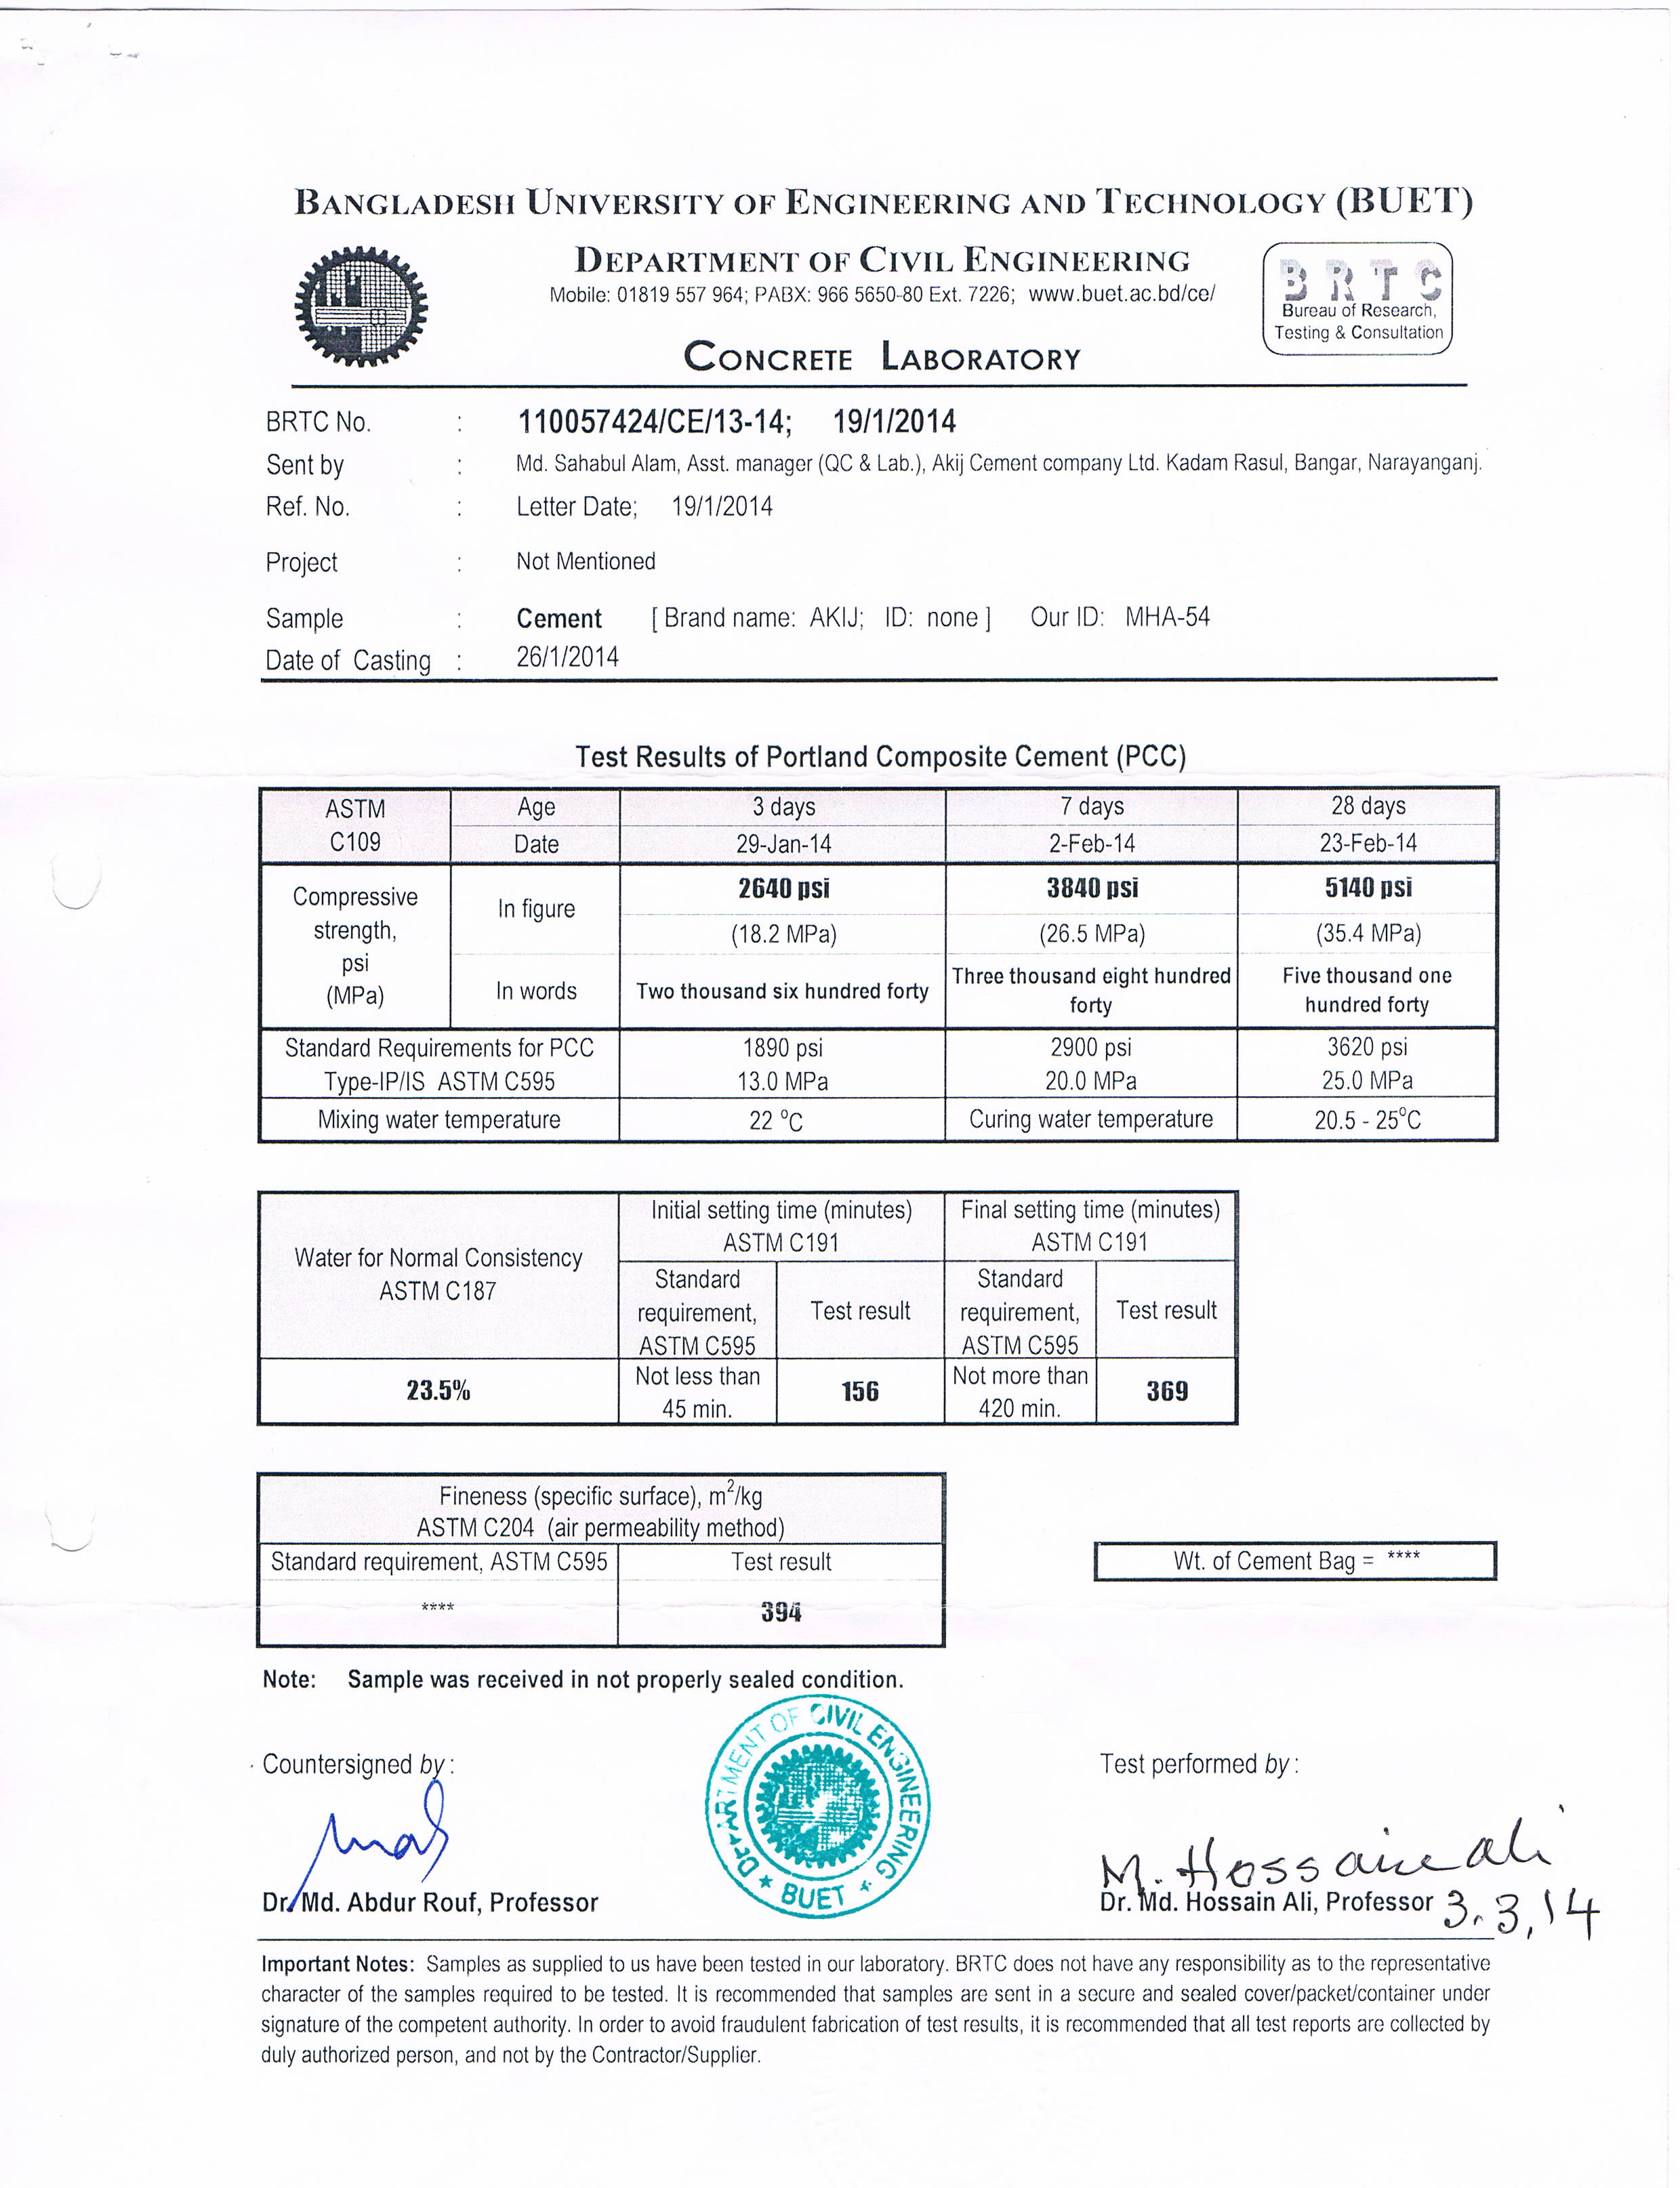 BANGLADESH UNIVERSITY OF ENGINEERING AND TECHNOLOGY (BUET)
DEPARTMENT OF CIVIL ENGINEERING
Mobile: 01819 557 964; PABX: 966 5650-80 Ext. 7226; www.buet.ac.bd/ce/
BRTC
Bureau of Research,
Testing & Consultation
CONCRETE LABORATORY
BRTC No. : 110057424/CE/13-14; 19/1/2014
Sent by : Md. Sahabul Alam, Asst. manager (QC & Lab.), Akij Cement company Ltd. Kadam Rasul, Bangar, Narayanganj.
Ref. No. : Letter Date; 19/1/2014
Project : Not Mentioned
Sample : Cement [ Brand name: AKIJ; ID: none ] Our ID: MHA-54
Date of Casting : 26/1/2014
Test Results of Portland Composite Cement (PCC)
ASTM C109 Age 3 days 7 days 28 days
Date 29-Jan-14 2-Feb-14 23-Feb-14
Compressive strength, psi (MPa) In figure 2640 psi 3840 psi 5140 psi
(18.2 MPa) (26.5 MPa) (35.4 MPa)
In words Two thousand six hundred forty Three thousand eight hundred forty Five thousand one hundred forty
Standard Requirements for PCC 1890 psi 2900 psi 3620 psi
Type-IP/IS ASTM C595 13.0 MPa 20.0 MPa 25.0 MPa
Mixing water temperature 22 °C Curing water temperature 20.5 - 25°C
Water for Normal Consistency
ASTM C187
Initial setting time (minutes)
ASTM C191
Final setting time (minutes)
ASTM C191
Standard requirement, ASTM C595 Test result Standard requirement, ASTM C595 Test result
23.5% Not less than 45 min. 156 Not more than 420 min. 369
Fineness (specific surface), m²/kg
ASTM C204 (air permeability method)
Standard requirement, ASTM C595 Test result
**** 394
Wt. of Cement Bag = ****
Note: Sample was received in not properly sealed condition.
Countersigned by :
DEPARTMENT OF CIVIL ENGINEERING
* BUET *
Test performed by :
M. Hossain Ali
Dr. Md. Abdur Rouf, Professor
Dr. Md. Hossain Ali, Professor 3.3.14
Important Notes: Samples as supplied to us have been tested in our laboratory. BRTC does not have any responsibility as to the representative
character of the samples required to be tested. It is recommended that samples are sent in a secure and sealed cover/packet/container under
signature of the competent authority. In order to avoid fraudulent fabrication of test results, it is recommended that all test reports are collected by
duly authorized person, and not by the Contractor/Supplier.